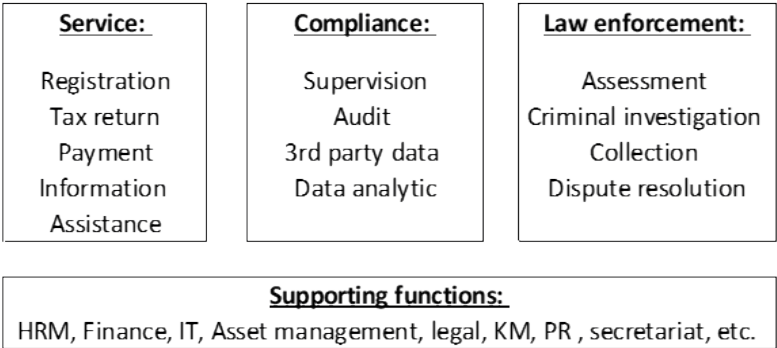 Service:
Registration
Tax return
Payment
Information
Assistance
Compliance:
Supervision
Audit
3rd party data
Data analytic
Law enforcement:
Assessment
Criminal investigation
Collection
Dispute resolution
Supporting functions:
HRM, Finance, IT, Asset management, legal, KM, PR , secretariat, etc.